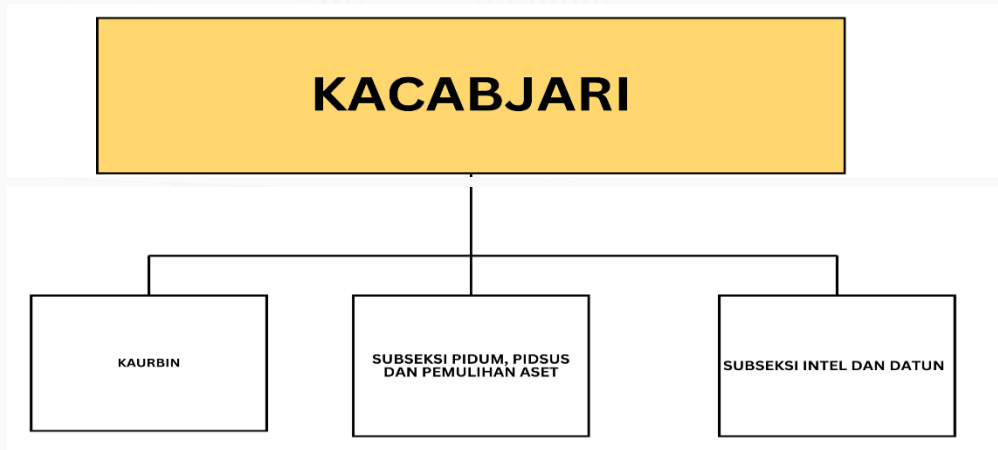 KACABJARI
KAURBIN
SUBSEKSI PIDUM, PIDSUS
DAN PEMULIHAN ASET
SUBSEKSI INTEL DAN DATUN